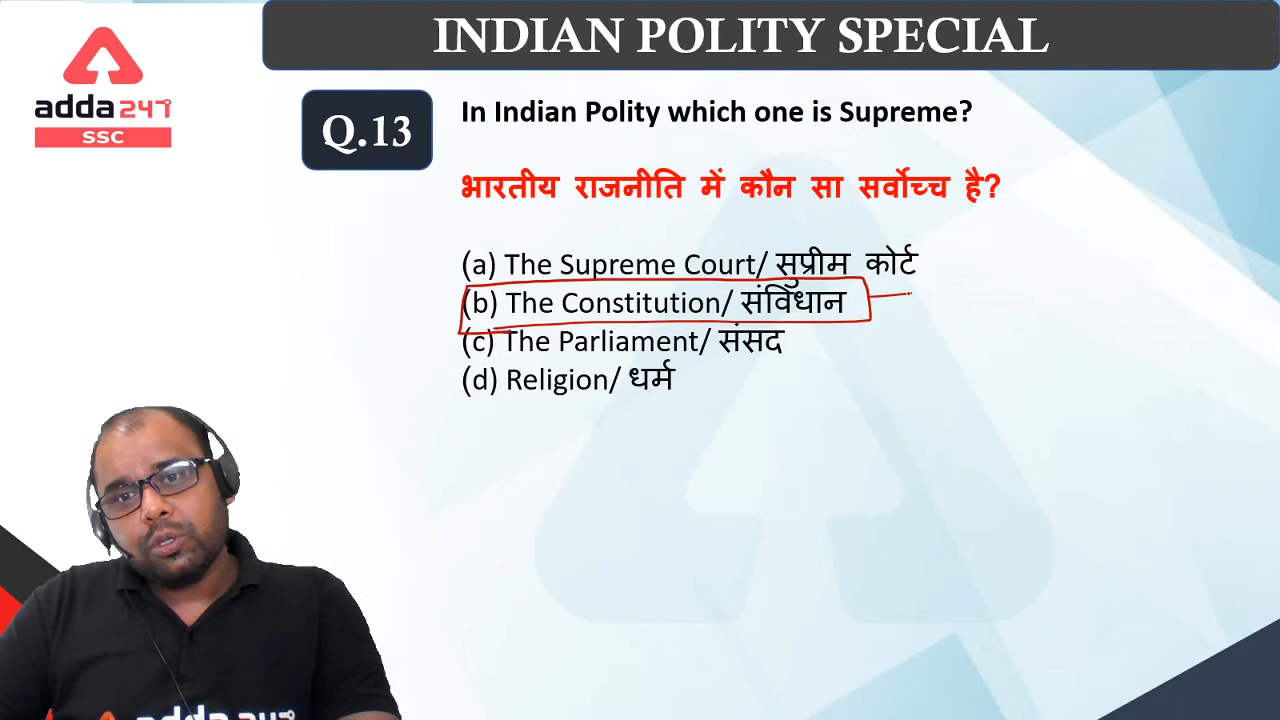 INDIAN POLITY SPECIAL
adda247
SSC
Q.13
In Indian Polity which one is Supreme?
भारतीय राजनीति में कौन सा सर्वोच्च है?
(a) The Supreme Court/ सुप्रीम कोर्ट
(b) The Constitution/ संविधान
(c) The Parliament/ संसद
(d) Religion/ धर्म
adda247